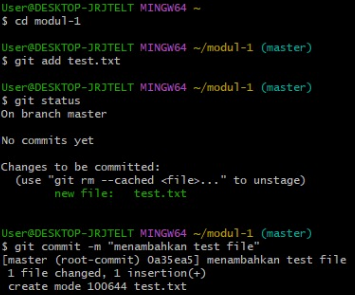 User@DESKTOP-JRJTELT MINGW64 ~
$ cd modul-1
User@DESKTOP-JRJTELT MINGW64 ~/modul-1 (master)
$ git add test.txt
User@DESKTOP-JRJTELT MINGW64 ~/modul-1 (master)
$ git status
On branch master
No commits yet
Changes to be committed:
(use "git rm --cached <file>..." to unstage)
new file:   test.txt
User@DESKTOP-JRJTELT MINGW64 ~/modul-1 (master)
$ git commit -m "menambahkan test file"
[master (root-commit) 0a35ea5] menambahkan test file
1 file changed, 1 insertion(+)
create mode 100644 test.txt